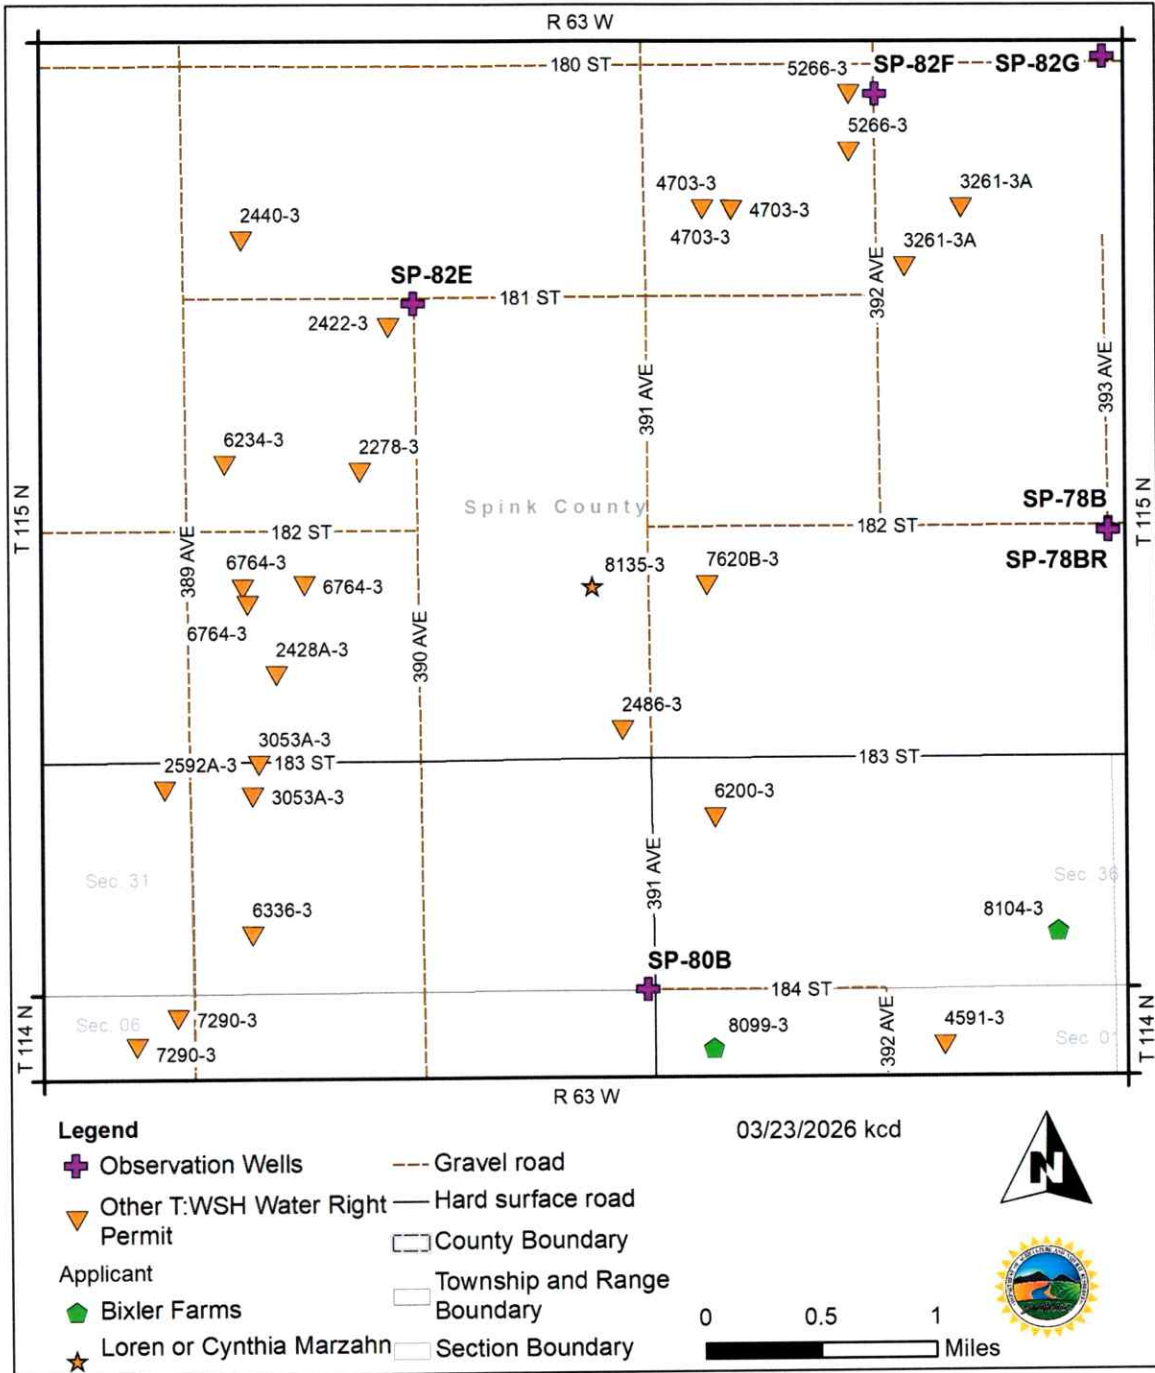 R 63 W
180 ST
SP-82F
SP-82G
5266-3
5266-3
4703-3
4703-3
4703-3
3261-3A
3261-3A
2440-3
SP-82E
181 ST
392 AVE
2422-3
391 AVE
393 AVE
6234-3
2278-3
Spink County
SP-78B
T 115 N
T 115 N
182 ST
182 ST
SP-78BR
389 AVE
6764-3
6764-3
8135-3
7620B-3
6764-3
390 AVE
2428A-3
2486-3
3053A-3
2592A-3
183 ST
183 ST
3053A-3
6200-3
391 AVE
Sec. 31
Sec. 36
6336-3
8104-3
SP-80B
184 ST
T 114 N
T 114 N
Sec. 06
7290-3
7290-3
8099-3
392 AVE
4591-3
Sec. 01
R 63 W
Legend
03/23/2026 kcd
Observation Wells
Gravel road
Other T:WSH Water Right
Permit
Hard surface road
County Boundary
Applicant
Township and Range
Boundary
Bixler Farms
Loren or Cynthia Marzahn
Section Boundary
0 0.5 1
Miles
N